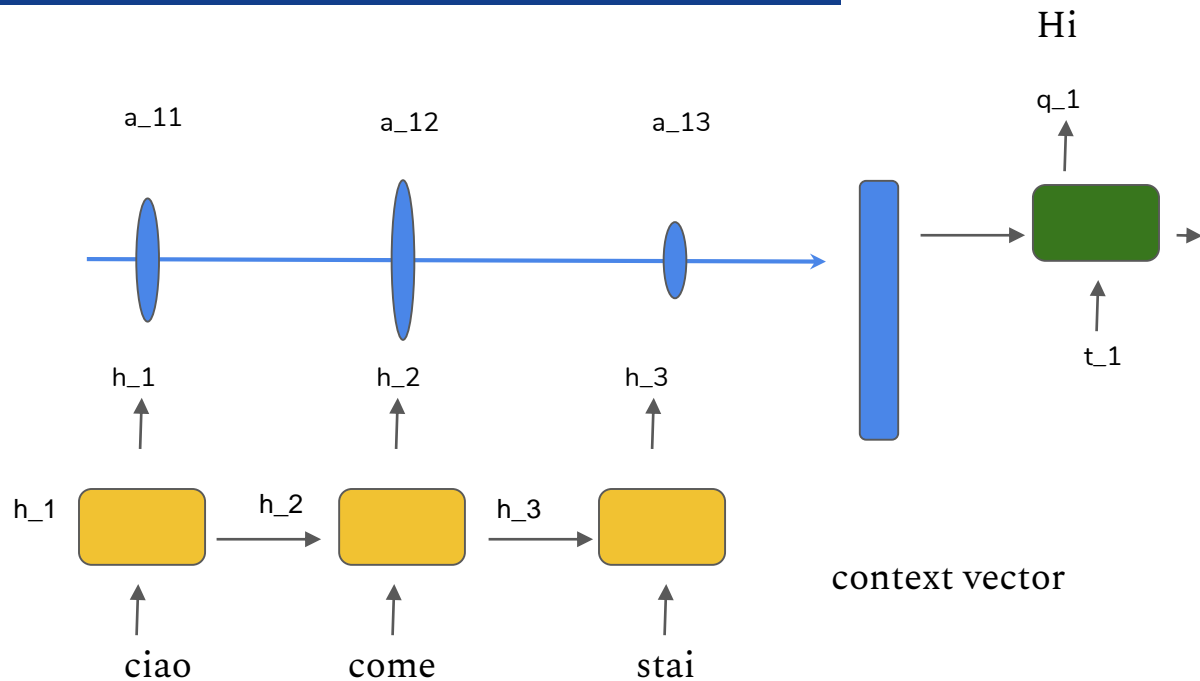 Hi
q_1
a_11 a_12 a_13
t_1
h_1 h_2 h_3
h_1 h_2 h_3
context vector
ciao come stai